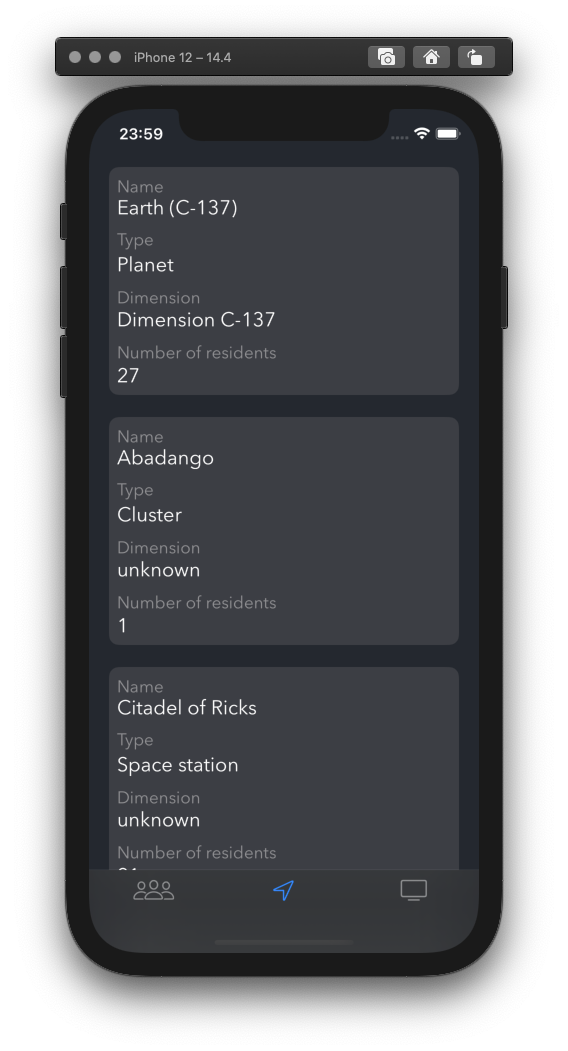 iPhone 12 – 14.4
23:59
Name
Earth (C-137)
Type
Planet
Dimension
Dimension C-137
Number of residents
27
Name
Abadango
Type
Cluster
Dimension
unknown
Number of residents
1
Name
Citadel of Ricks
Type
Space station
Dimension
unknown
Number of residents